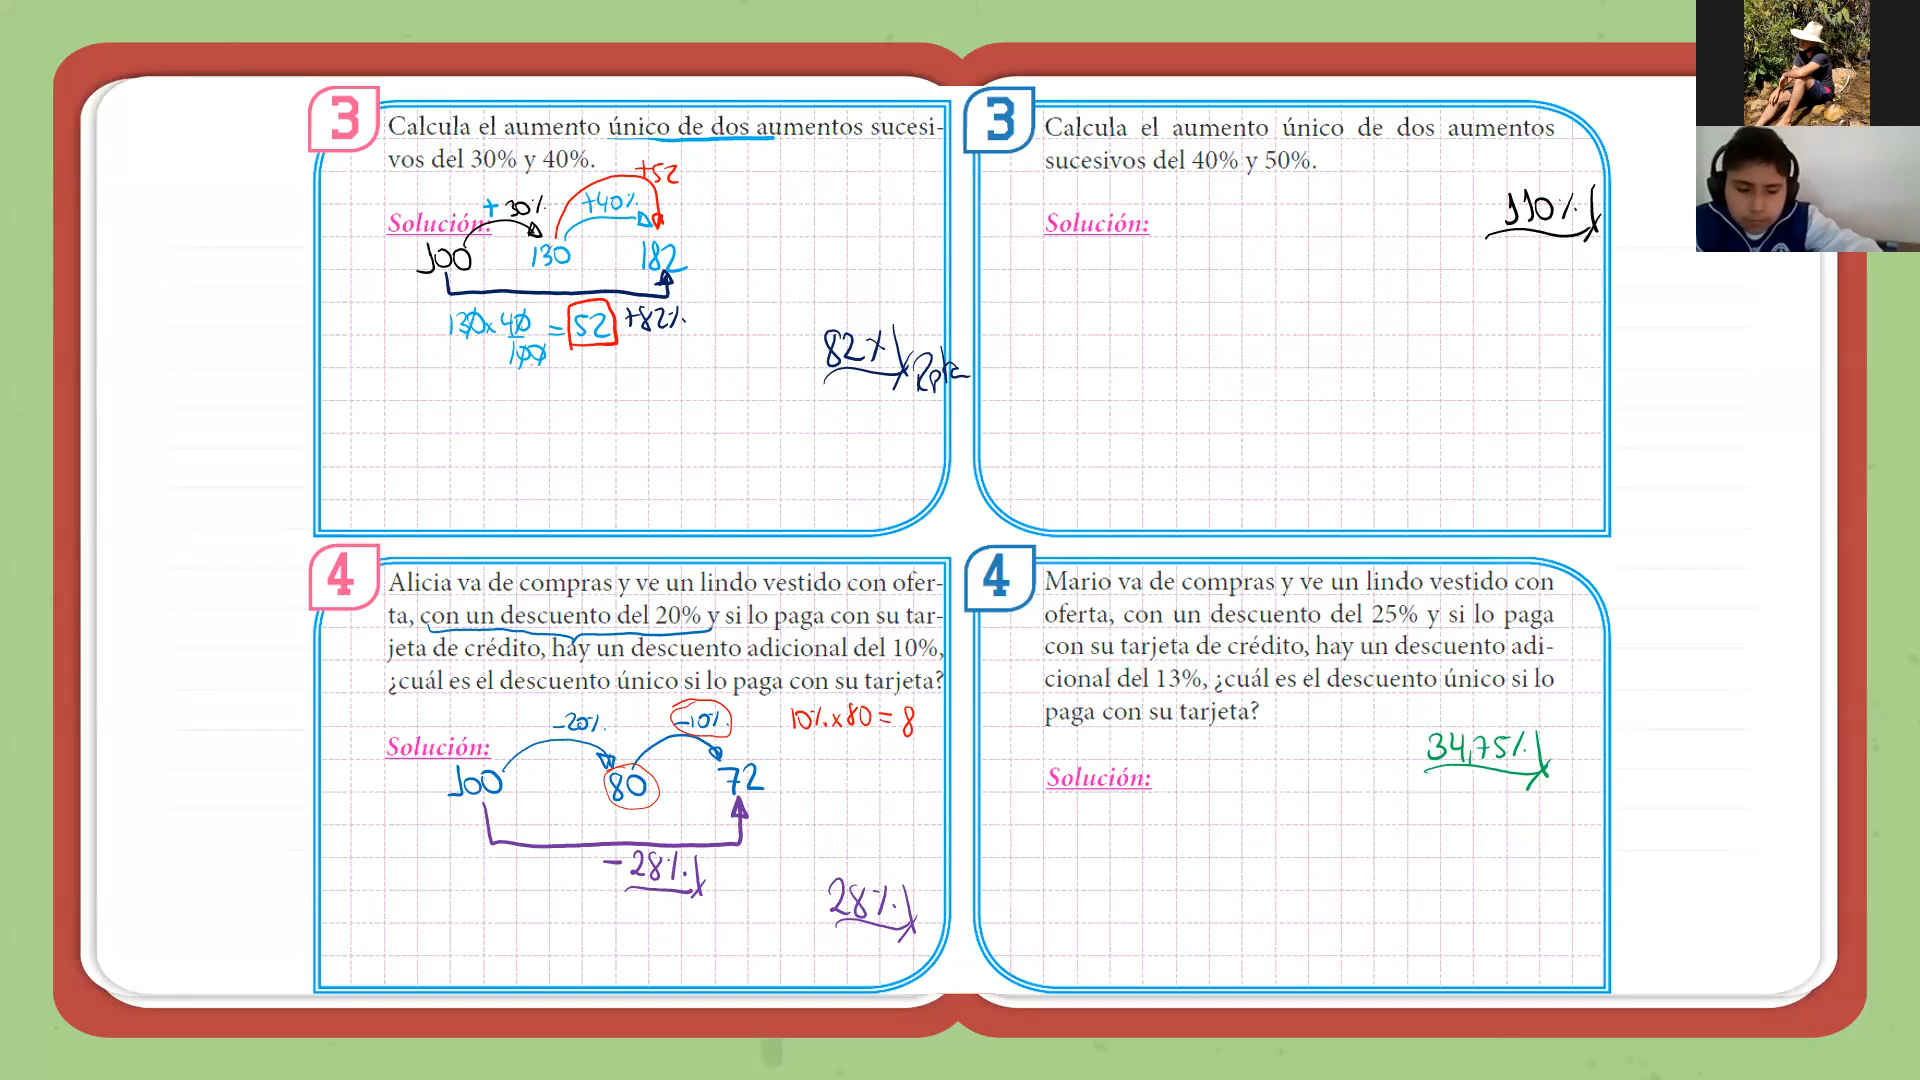 3
Calcula el aumento único de dos aumentos sucesi-
vos del 30% y 40%.
+52
+ 30%
+40%
Solución:
100 130 182
130 x 40 = 52 +82%
100
82%
Rpta
3
Calcula el aumento único de dos aumentos
sucesivos del 40% y 50%.
110%
Solución:
4
Alicia va de compras y ve un lindo vestido con ofer-
ta, con un descuento del 20% y si lo paga con su tar-
jeta de crédito, hay un descuento adicional del 10%,
¿cuál es el descuento único si lo paga con su tarjeta?
-20% -10% 10% x 80 = 8
Solución:
100 80 72
-28%
28%
4
Mario va de compras y ve un lindo vestido con
oferta, con un descuento del 25% y si lo paga
con su tarjeta de crédito, hay un descuento adi-
cional del 13%, ¿cuál es el descuento único si lo
paga con su tarjeta?
34,75%
Solución: